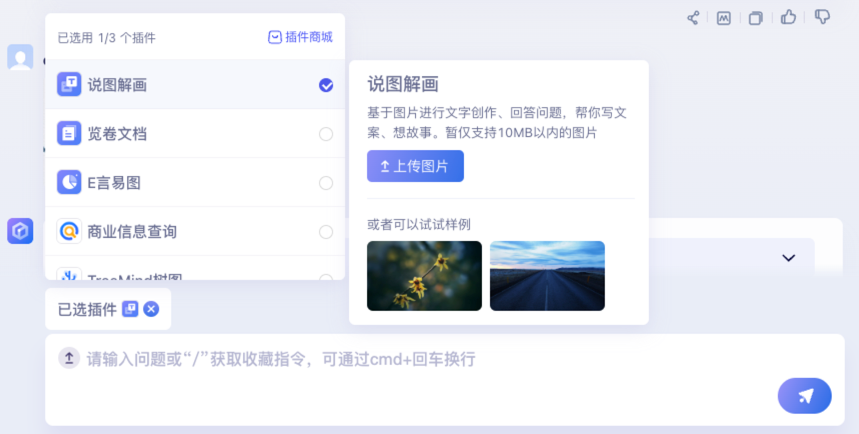 已选用 1/3 个插件
插件商城
说图解画
览卷文档
E言易图
商业信息查询
TreeMind树图
已选插件
说图解画
基于图片进行文字创作、回答问题，帮你写文
案、想故事。暂仅支持10MB以内的图片
上传图片
或者可以试试样例
请输入问题或“/”获取收藏指令，可通过cmd+回车换行